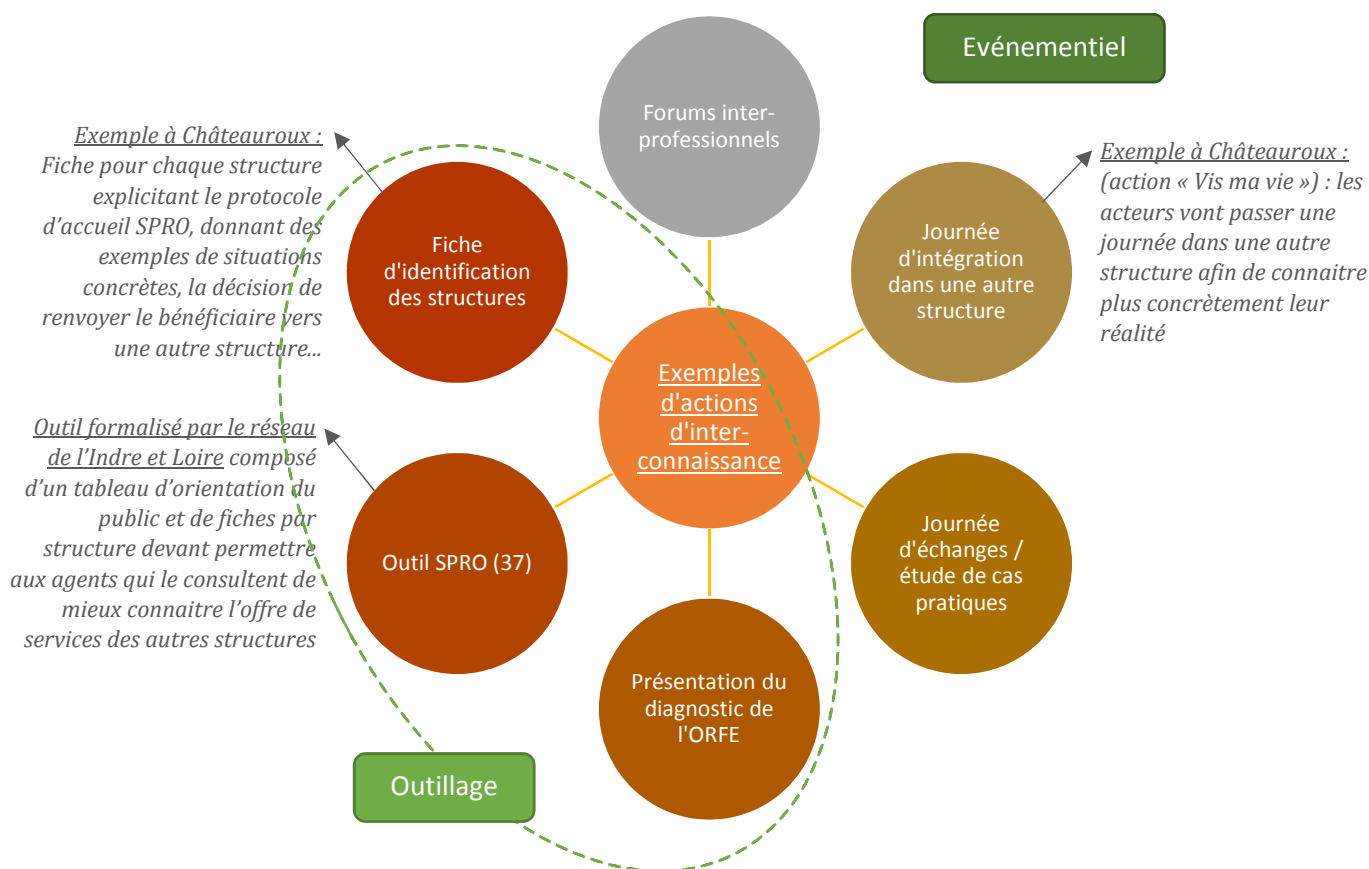 Evénementiel
Forums inter-
professionnels
Exemple à Châteauroux :
Fiche pour chaque structure
explicitant le protocole
d’accueil SPRO, donnant des
exemples de situations
concrètes, la décision de
renvoyer le bénéficiaire vers
une autre structure...
Fiche
d'identification
des structures
Journée
d'intégration
dans une autre
structure
Exemple à Châteauroux :
(action « Vis ma vie ») : les
acteurs vont passer une
journée dans une autre
structure afin de connaitre
plus concrètement leur
réalité
Exemples
d'actions
d'inter-
connaissance
Outil formalisé par le réseau
de l’Indre et Loire composé
d’un tableau d’orientation du
public et de fiches par
structure devant permettre
aux agents qui le consultent de
mieux connaitre l’offre de
services des autres structures
Outil SPRO (37)
Journée
d'échanges /
étude de cas
pratiques
Présentation du
diagnostic de
l'ORFE
Outillage